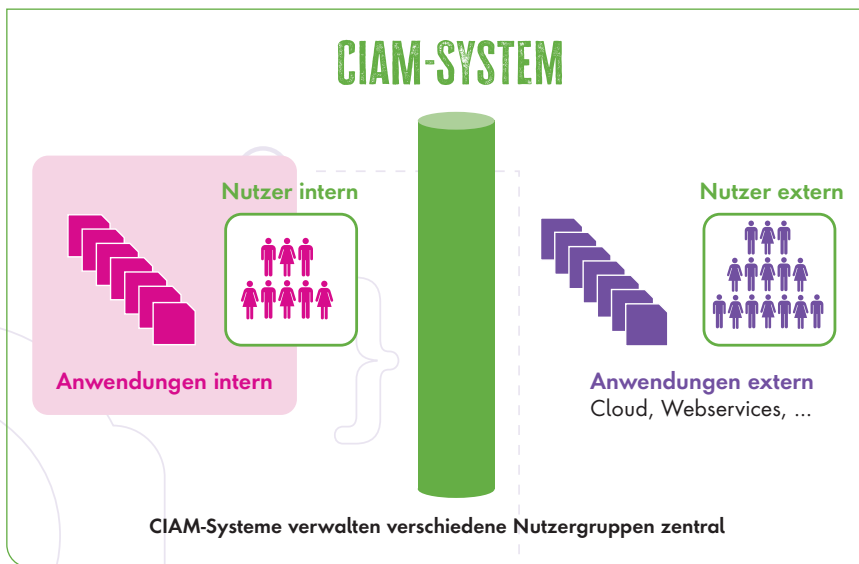 CIAM-SYSTEM
Nutzer intern
Anwendungen intern
Nutzer extern
Anwendungen extern
Cloud, Webservices, ...
CIAM-Systeme verwalten verschiedene Nutzergruppen zentral